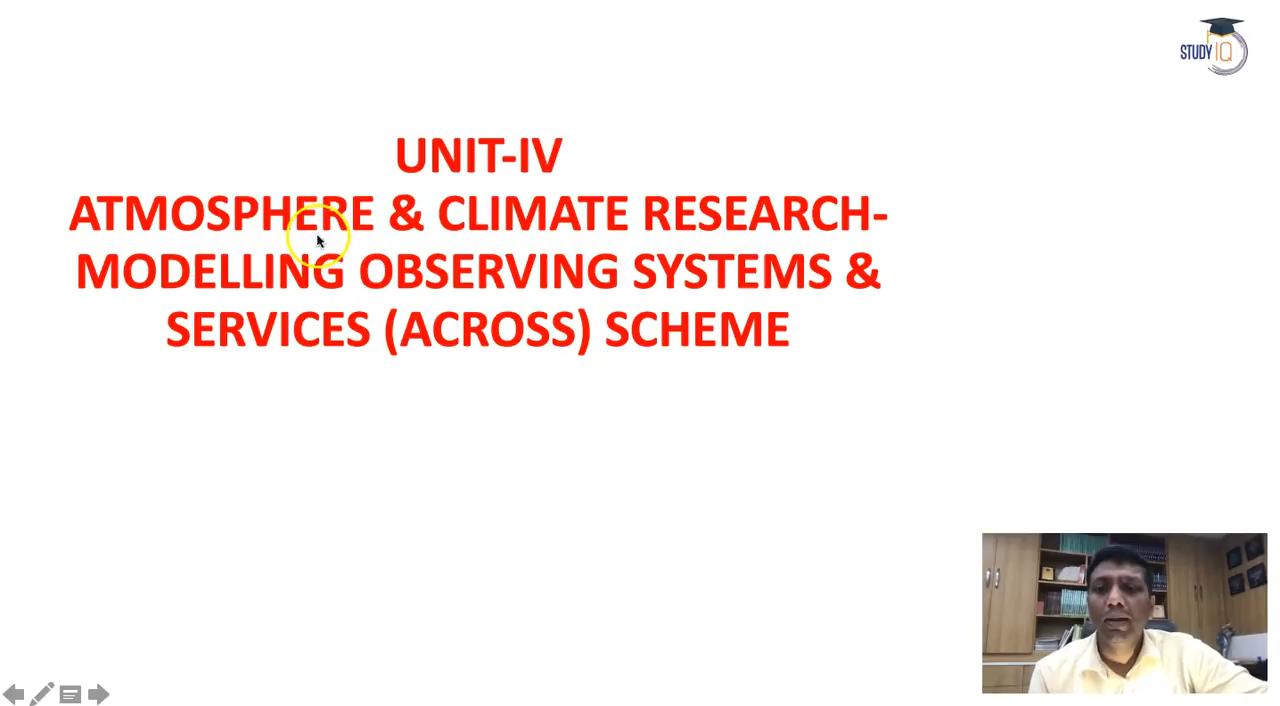 STUDY IQ
UNIT-IV
ATMOSPHERE & CLIMATE RESEARCH-
MODELLING OBSERVING SYSTEMS &
SERVICES (ACROSS) SCHEME